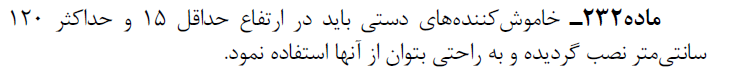 ماده۲۳۲ـ خاموش‌کننده‌های دستی باید در ارتفاع حداقل ۱۵ و حداکثر ۱۲۰
سانتی‌متر نصب گردیده و به راحتی بتوان از آنها استفاده نمود.